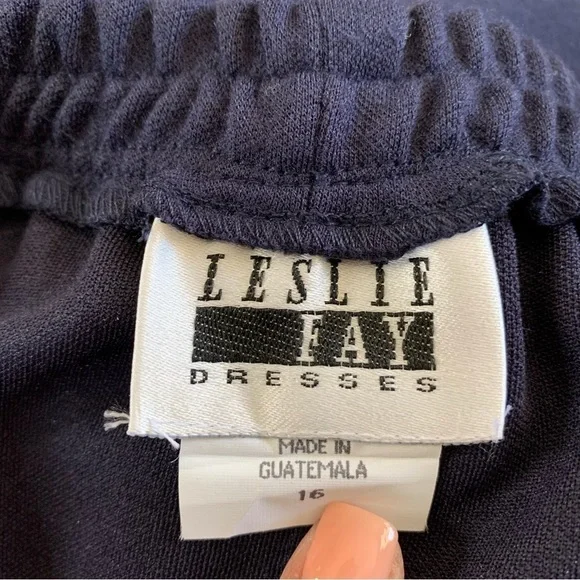 LESLIE
FAY
DRESSES
MADE IN
GUATEMALA
16